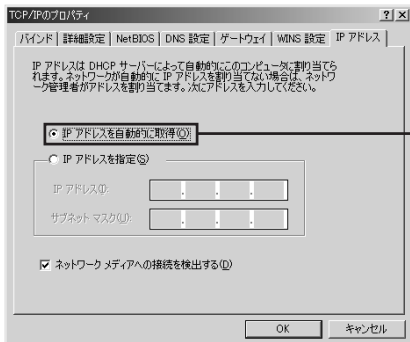 TCP/IPのプロパティ
バインド 詳細設定 NetBIOS DNS 設定 ゲートウェイ WINS 設定 IP アドレス
IP アドレスは DHCP サーバーによって自動的にこのコンピュータに割り当てら
れます。ネットワークが自動的に IP アドレスを割り当てない場合は、ネットワ
ーク管理者がアドレスを割り当てます。次にアドレスを入力してください。
IP アドレスを自動的に取得(O)
IP アドレスを指定(S)
IP アドレス(I):
サブネット マスク(U):
ネットワーク メディアへの接続を検出する(D)
OK キャンセル